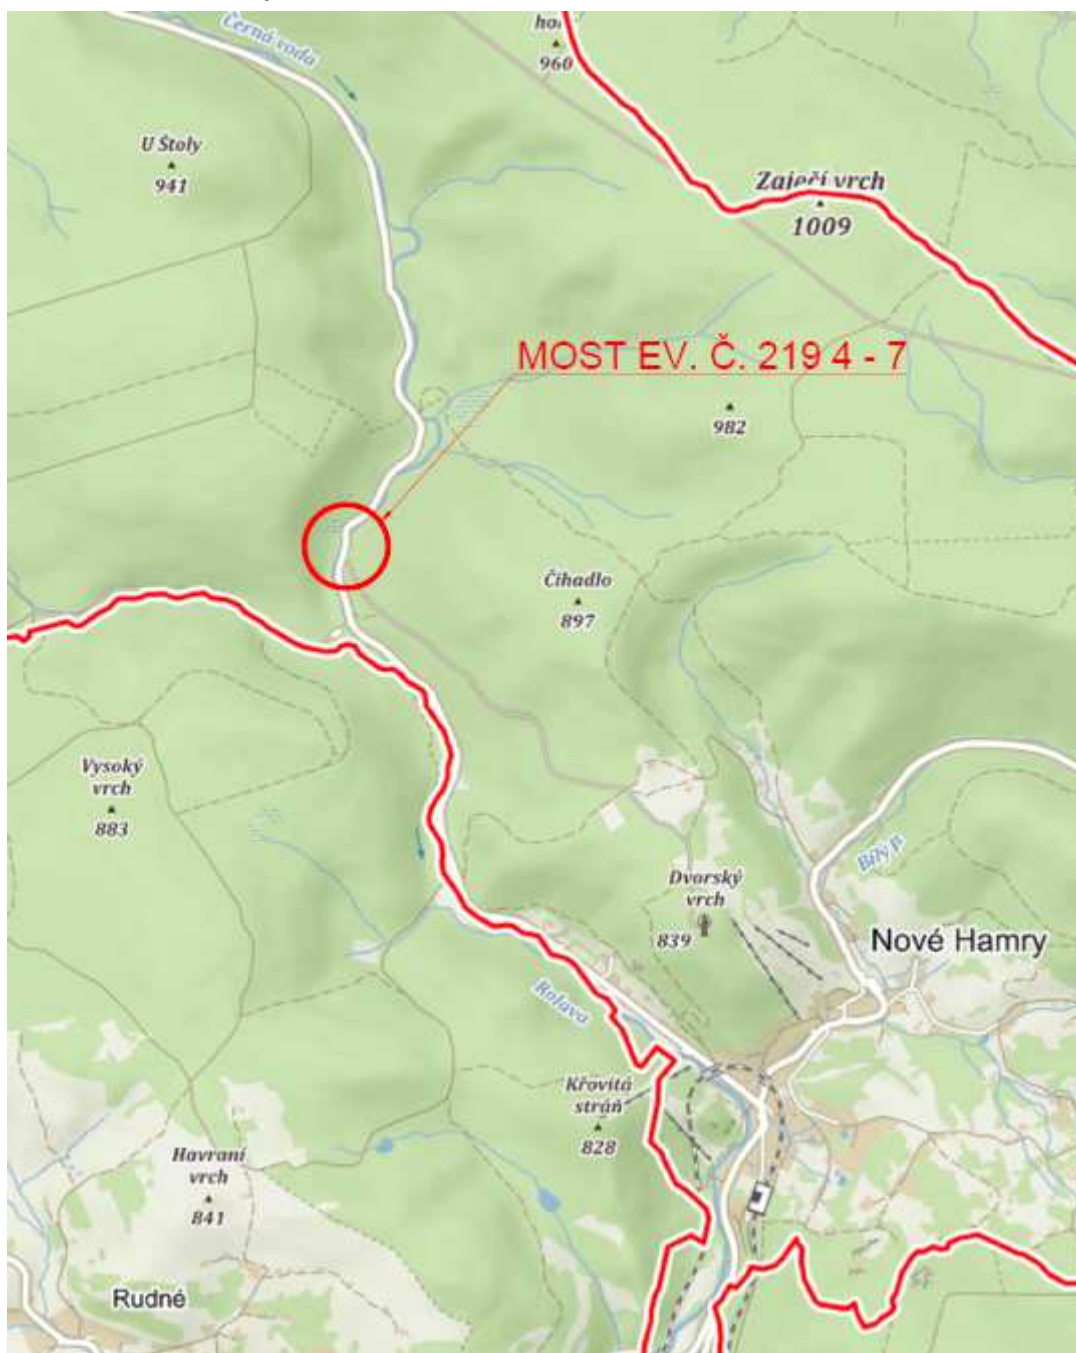 Černá voda
960
U Štoly
941
Zaječí vrch
1009
MOST EV. Č. 219 4 - 7
982
Čihadlo
897
Vysoký
vrch
883
Bílý p.
Dvorský
vrch
839
Nové Hamry
Rolava
Křovitá
stráň
828
Havraní
vrch
841
Rudné